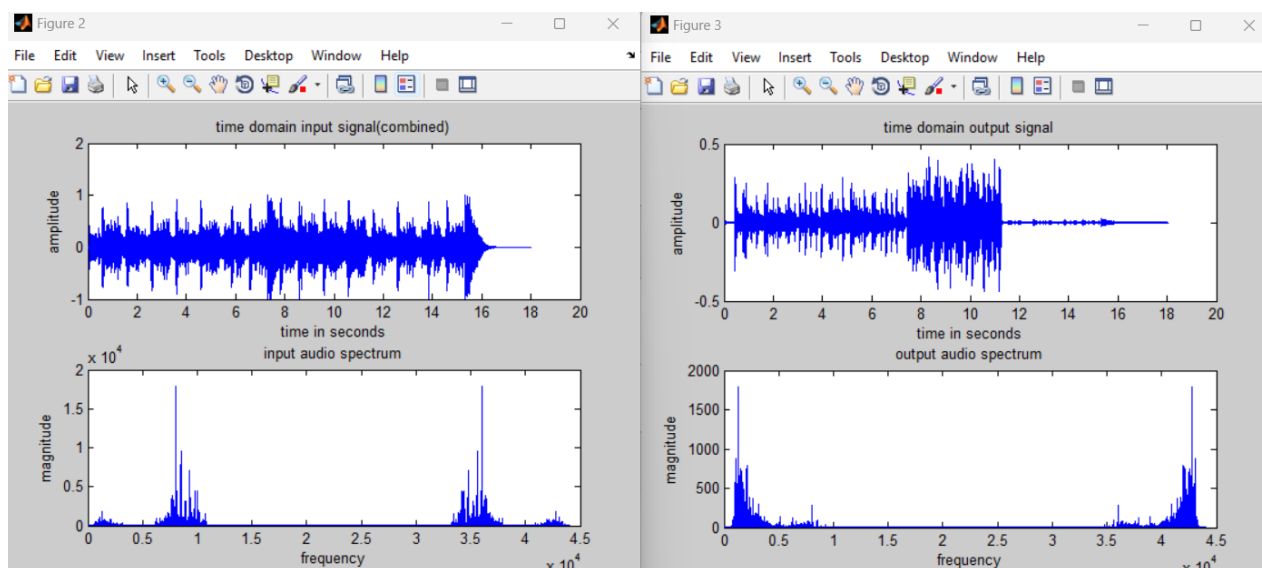 Figure 2
File Edit View Insert Tools Desktop Window Help
time domain input signal(combined)
2
1
0
-1
amplitude
0 2 4 6 8 10 12 14 16 18 20
time in seconds
input audio spectrum
x 10^4
2
1.5
1
0.5
0
magnitude
0 0.5 1 1.5 2 2.5 3 3.5 4 4.5
frequency
x 10^4
Figure 3
File Edit View Insert Tools Desktop Window Help
time domain output signal
0.5
0
-0.5
amplitude
0 2 4 6 8 10 12 14 16 18 20
time in seconds
output audio spectrum
2000
1500
1000
500
0
magnitude
0 0.5 1 1.5 2 2.5 3 3.5 4 4.5
frequency
x 10^4